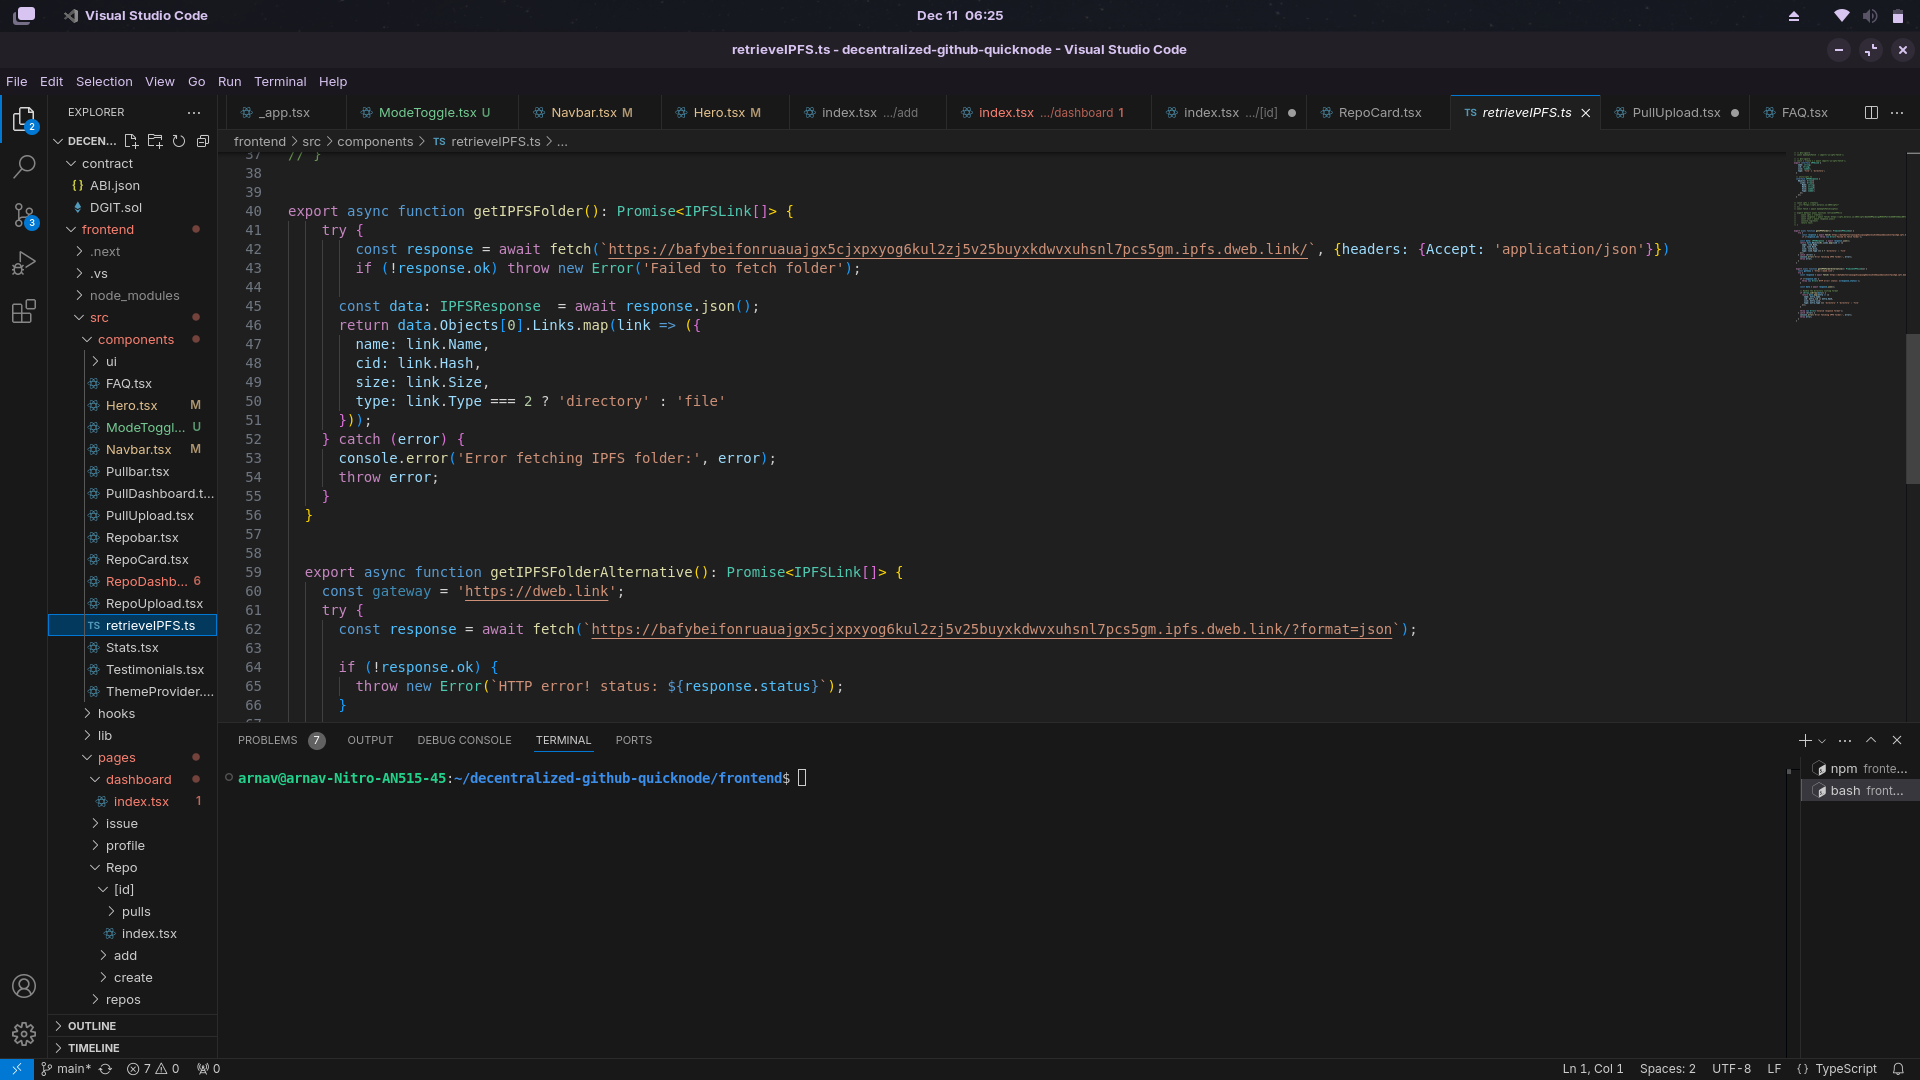 Visual Studio Code
Dec 11 06:25
retrieveIPFS.ts - decentralized-github-quicknode - Visual Studio Code
File Edit Selection View Go Run Terminal Help
EXPLORER
_app.tsx
ModeToggle.tsx U
Navbar.tsx M
Hero.tsx M
index.tsx .../add
index.tsx .../dashboard 1
index.tsx .../[id]
RepoCard.tsx
TS retrieveIPFS.ts
PullUpload.tsx
FAQ.tsx
2
3
DECEN...
contract
{} ABI.json
DGIT.sol
frontend
.next
.vs
node_modules
src
components
ui
FAQ.tsx
Hero.tsx M
ModeToggl... U
Navbar.tsx M
Pullbar.tsx
PullDashboard.t...
PullUpload.tsx
Repobar.tsx
RepoCard.tsx
RepoDashb... 6
RepoUpload.tsx
TS retrieveIPFS.ts
Stats.tsx
Testimonials.tsx
ThemeProvider....
hooks
lib
pages
dashboard
index.tsx 1
issue
profile
Repo
[id]
pulls
index.tsx
add
create
repos
OUTLINE
TIMELINE
frontend > src > components > TS retrieveIPFS.ts > ...
37 // }
38
39
40 export async function getIPFSFolder(): Promise<IPFSLink[]> {
41 try {
42 const response = await fetch(`https://bafybeifonruauajgx5cjxpxyog6kul2zj5v25buyxkdwvxuhsnl7pcs5gm.ipfs.dweb.link/`, {headers: {Accept: 'application/json'}})
43 if (!response.ok) throw new Error('Failed to fetch folder');
44
45 const data: IPFSResponse  = await response.json();
46 return data.Objects[0].Links.map(link => ({
47 name: link.Name,
48 cid: link.Hash,
49 size: link.Size,
50 type: link.Type === 2 ? 'directory' : 'file'
51 }));
52 } catch (error) {
53 console.error('Error fetching IPFS folder:', error);
54 throw error;
55 }
56 }
57
58
59 export async function getIPFSFolderAlternative(): Promise<IPFSLink[]> {
60 const gateway = 'https://dweb.link';
61 try {
62 const response = await fetch(`https://bafybeifonruauajgx5cjxpxyog6kul2zj5v25buyxkdwvxuhsnl7pcs5gm.ipfs.dweb.link/?format=json`);
63
64 if (!response.ok) {
65 throw new Error(`HTTP error! status: ${response.status}`);
66 }
PROBLEMS 7 OUTPUT DEBUG CONSOLE TERMINAL PORTS
arnav@arnav-Nitro-AN515-45:~/decentralized-github-quicknode/frontend$
npm fronte...
bash front...
main* 7 0 0
Ln 1, Col 1 Spaces: 2 UTF-8 LF {} TypeScript